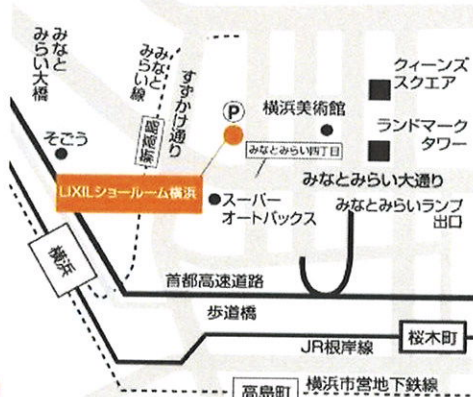 みなと
みらい大橋
みなと
みらい線
すずかけ通り
新高島
そごう
P
横浜美術館
みなとみらい四丁目
クィーンズ
スクエア
ランドマーク
タワー
LIXILショールーム横浜
スーパー
オートバックス
みなとみらい大通り
みなとみらいランプ
出口
横浜
首都高速道路
歩道橋
JR根岸線
桜木町
高島町
横浜市営地下鉄線